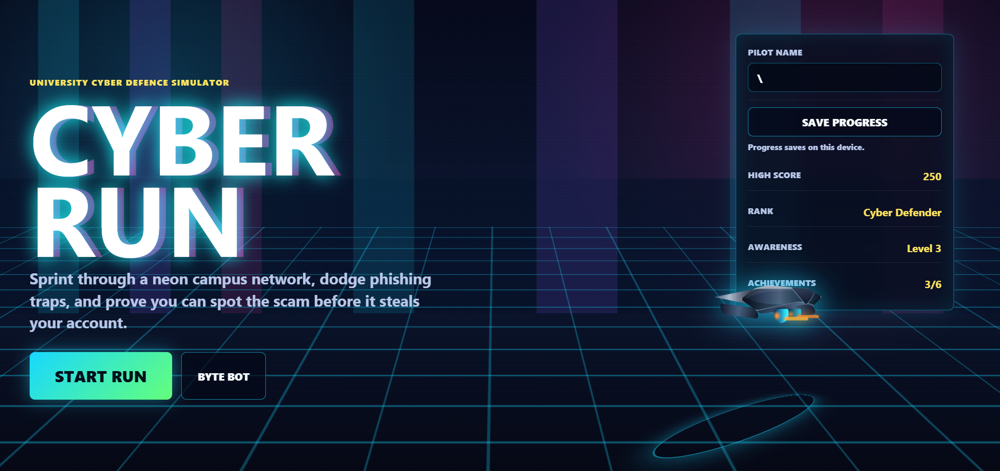 UNIVERSITY CYBER DEFENCE SIMULATOR
CYBER
RUN
Sprint through a neon campus network, dodge phishing
traps, and prove you can spot the scam before it steals
your account.
START RUN
BYTE BOT
PILOT NAME
\
SAVE PROGRESS
Progress saves on this device.
HIGH SCORE 250
RANK Cyber Defender
AWARENESS Level 3
ACHIEVEMENTS 3/6